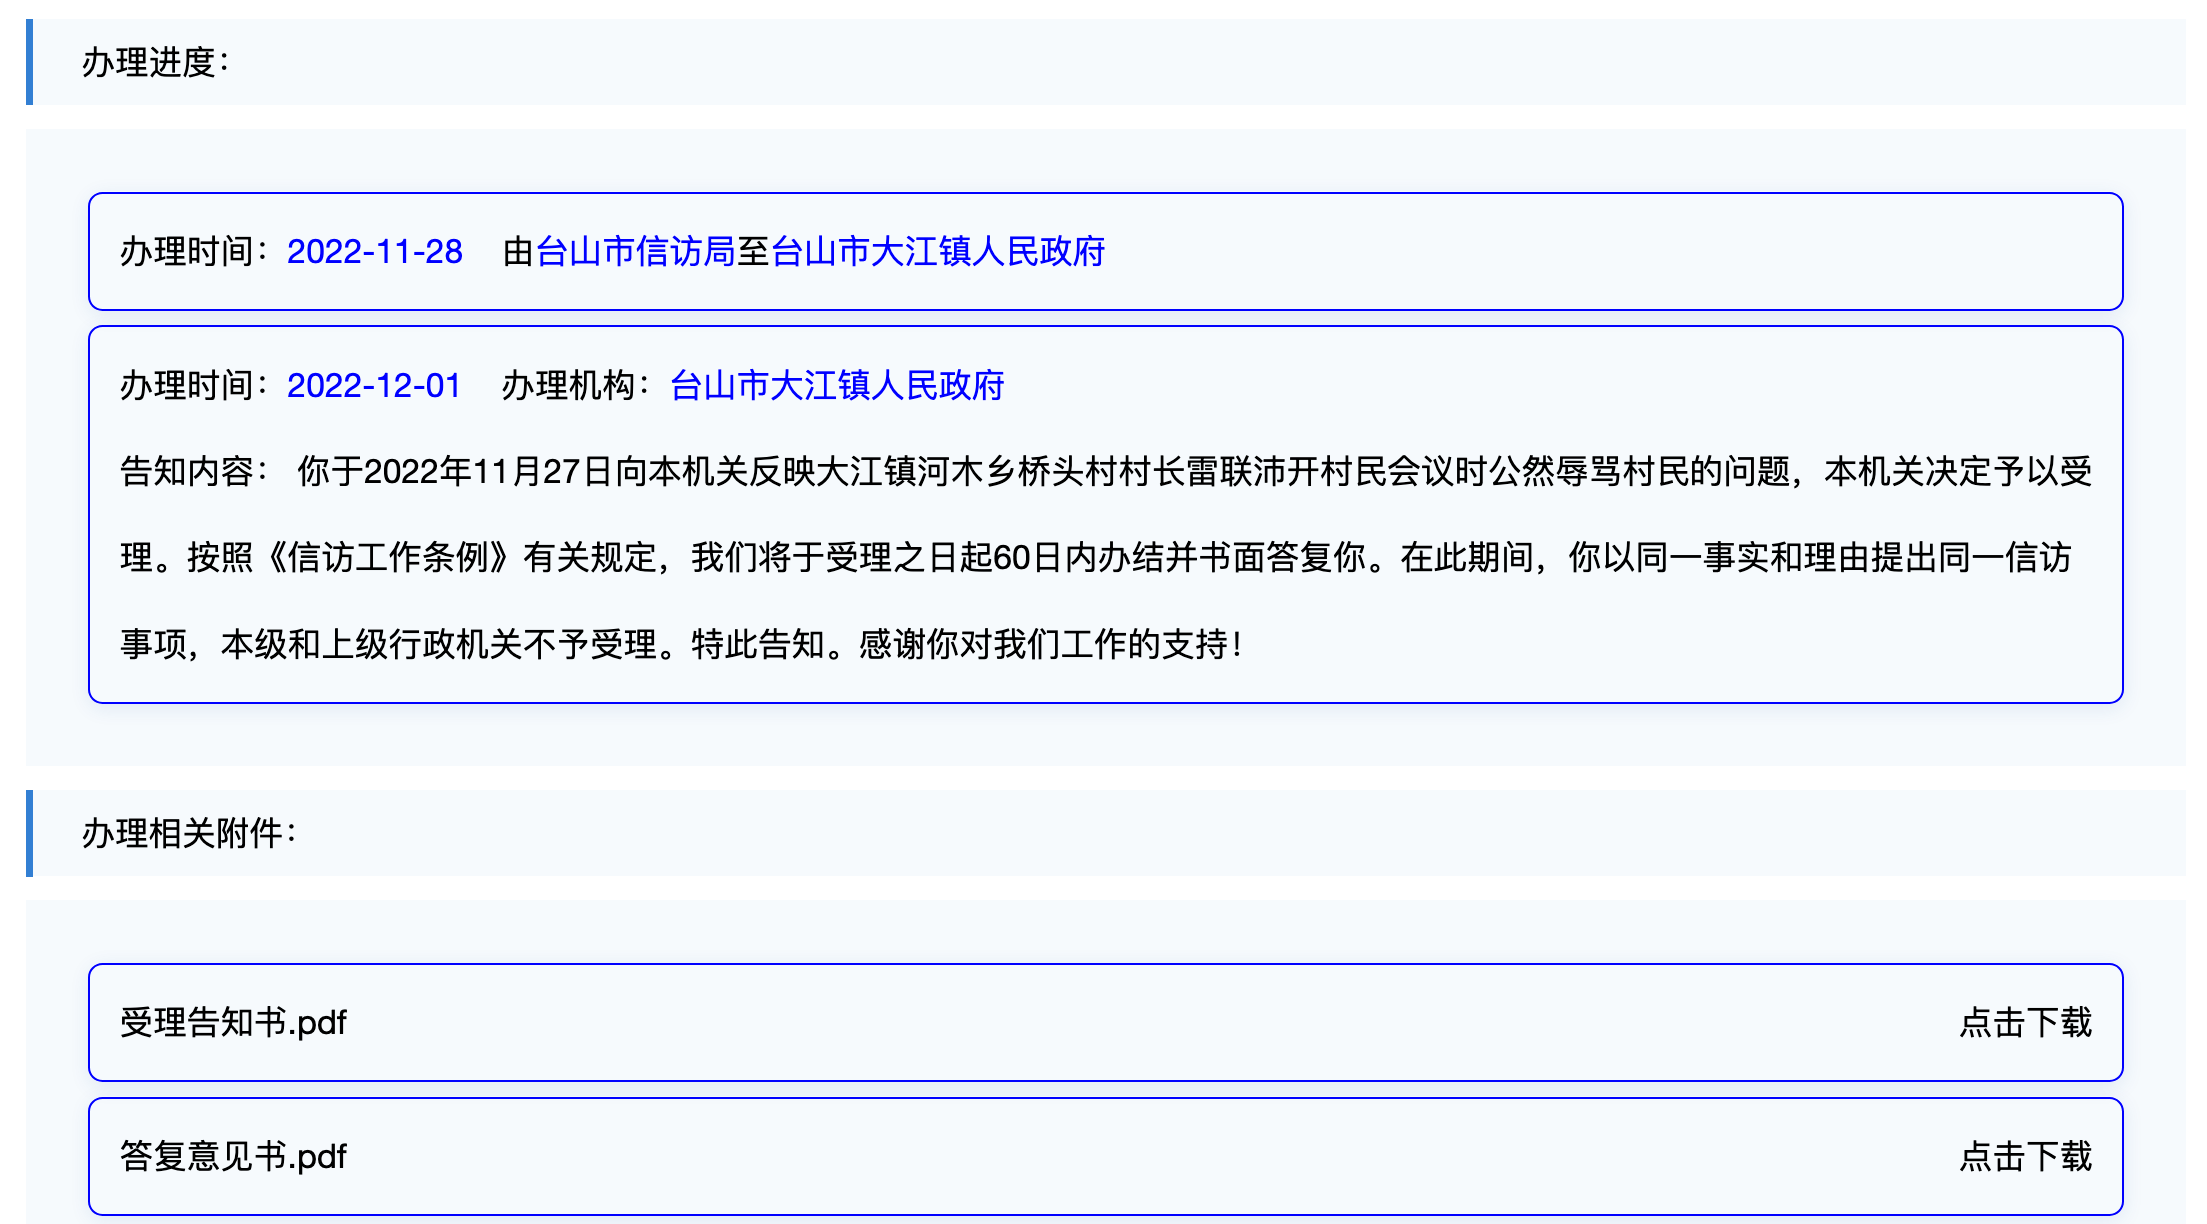 办理进度：
办理时间：2022-11-28 由台山市信访局至台山市大江镇人民政府
办理时间：2022-12-01 办理机构：台山市大江镇人民政府
告知内容： 你于2022年11月27日向本机关反映大江镇河木乡桥头村村长雷联沛开村民会议时公然辱骂村民的问题，本机关决定予以受
理。按照《信访工作条例》有关规定，我们将于受理之日起60日内办结并书面答复你。在此期间，你以同一事实和理由提出同一信访
事项，本级和上级行政机关不予受理。特此告知。感谢你对我们工作的支持！
办理相关附件：
受理告知书.pdf 点击下载
答复意见书.pdf 点击下载